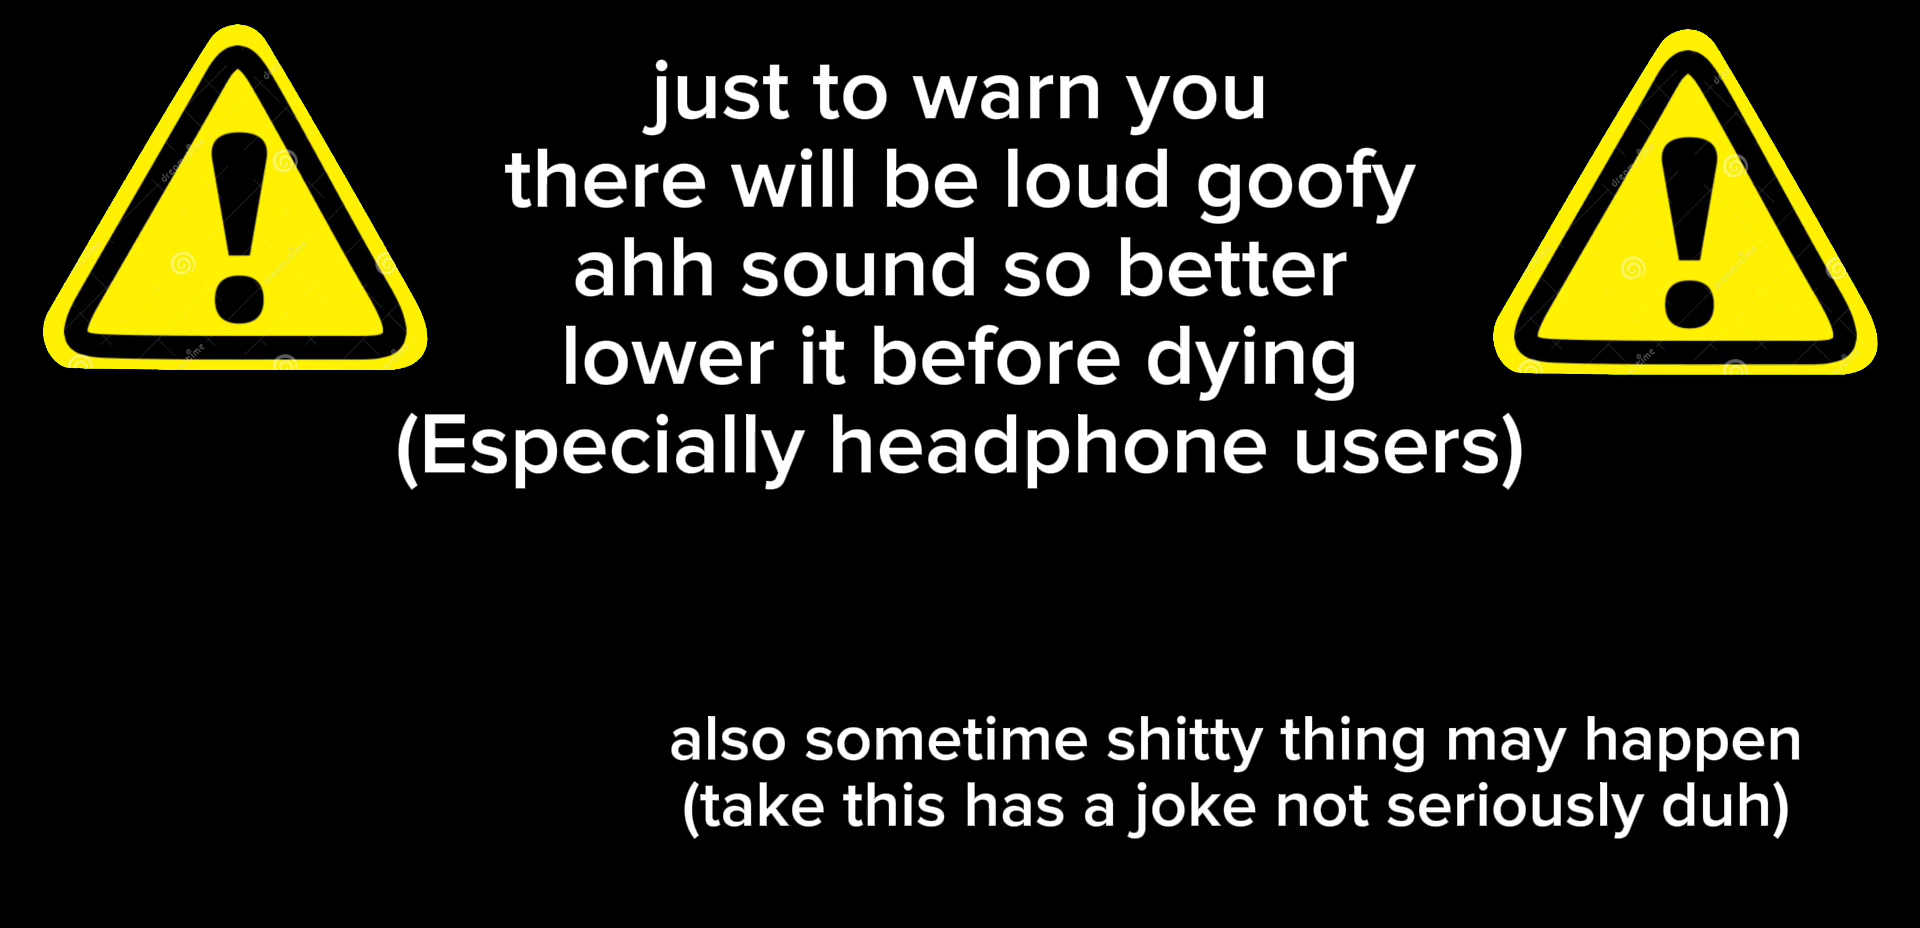 just to warn you
there will be loud goofy
ahh sound so better
lower it before dying
(Especially headphone users)
also sometime shitty thing may happen
(take this has a joke not seriously duh)